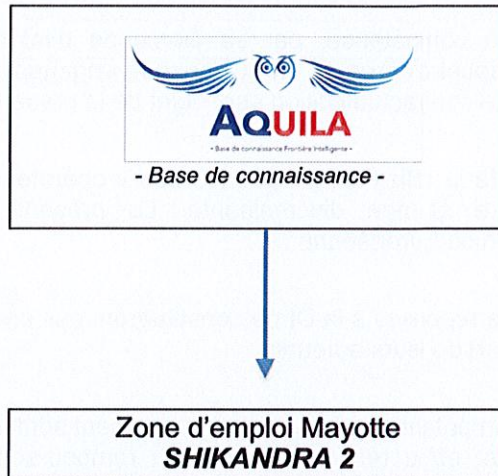 AQUILA
- Base de connaissance Frontière Intelligente -
- Base de connaissance -
Zone d'emploi Mayotte
SHIKANDRA 2